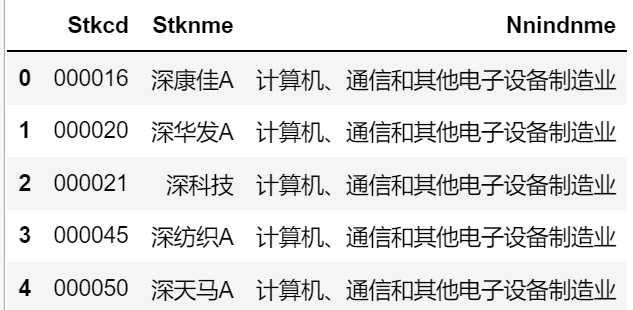 Stkcd Stknme Nnindnme
0 000016 深康佳A 计算机、通信和其他电子设备制造业
1 000020 深华发A 计算机、通信和其他电子设备制造业
2 000021 深科技 计算机、通信和其他电子设备制造业
3 000045 深纺织A 计算机、通信和其他电子设备制造业
4 000050 深天马A 计算机、通信和其他电子设备制造业